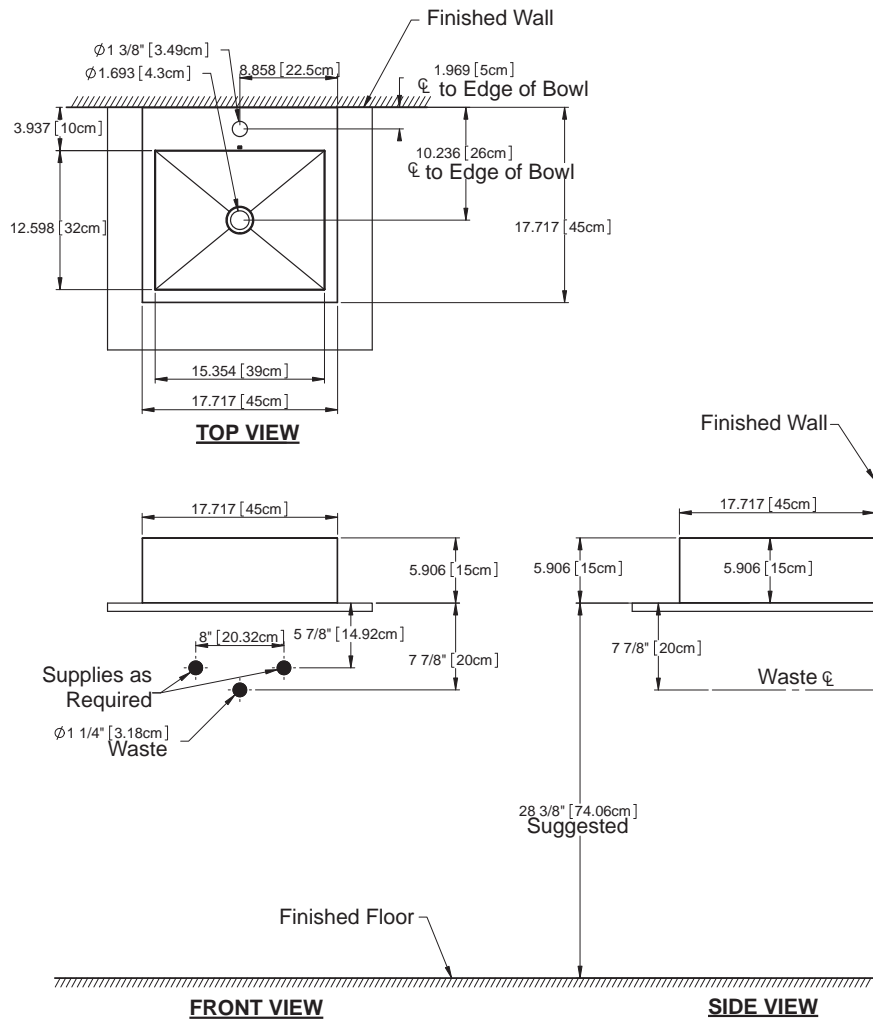 Finished Wall
Ø1 3/8" [3.49cm]
Ø1.693 [4.3cm]
8.858 [22.5cm]
1.969 [5cm]
℄ to Edge of Bowl
3.937 [10cm]
10.236 [26cm]
℄ to Edge of Bowl
12.598 [32cm]
17.717 [45cm]
15.354 [39cm]
17.717 [45cm]
TOP VIEW
Finished Wall
17.717 [45cm]
17.717 [45cm]
5.906 [15cm]
5.906 [15cm]
5.906 [15cm]
8" [20.32cm]
5 7/8" [14.92cm]
7 7/8" [20cm]
7 7/8" [20cm]
Supplies as
Required
Waste ℄
Ø1 1/4" [3.18cm]
Waste
28 3/8" [74.06cm]
Suggested
Finished Floor
FRONT VIEW
SIDE VIEW